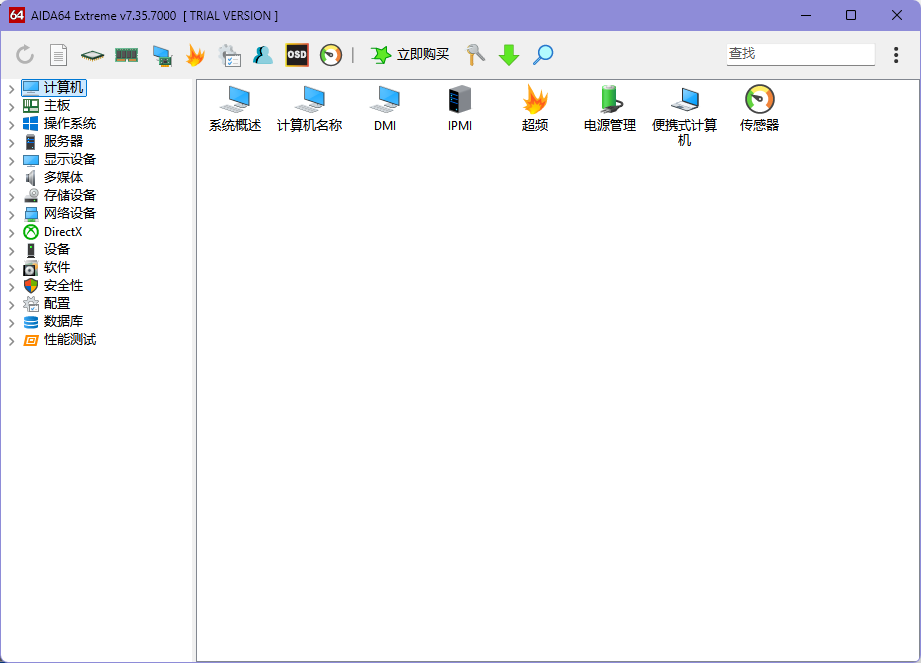 64 AIDA64 Extreme v7.35.7000 [ TRIAL VERSION ]
OSD 立即购买 查找
计算机
主板
操作系统
服务器
显示设备
多媒体
存储设备
网络设备
DirectX
设备
软件
安全性
配置
数据库
性能测试
系统概述 计算机名称 DMI IPMI 超频 电源管理 便携式计算 传感器
机